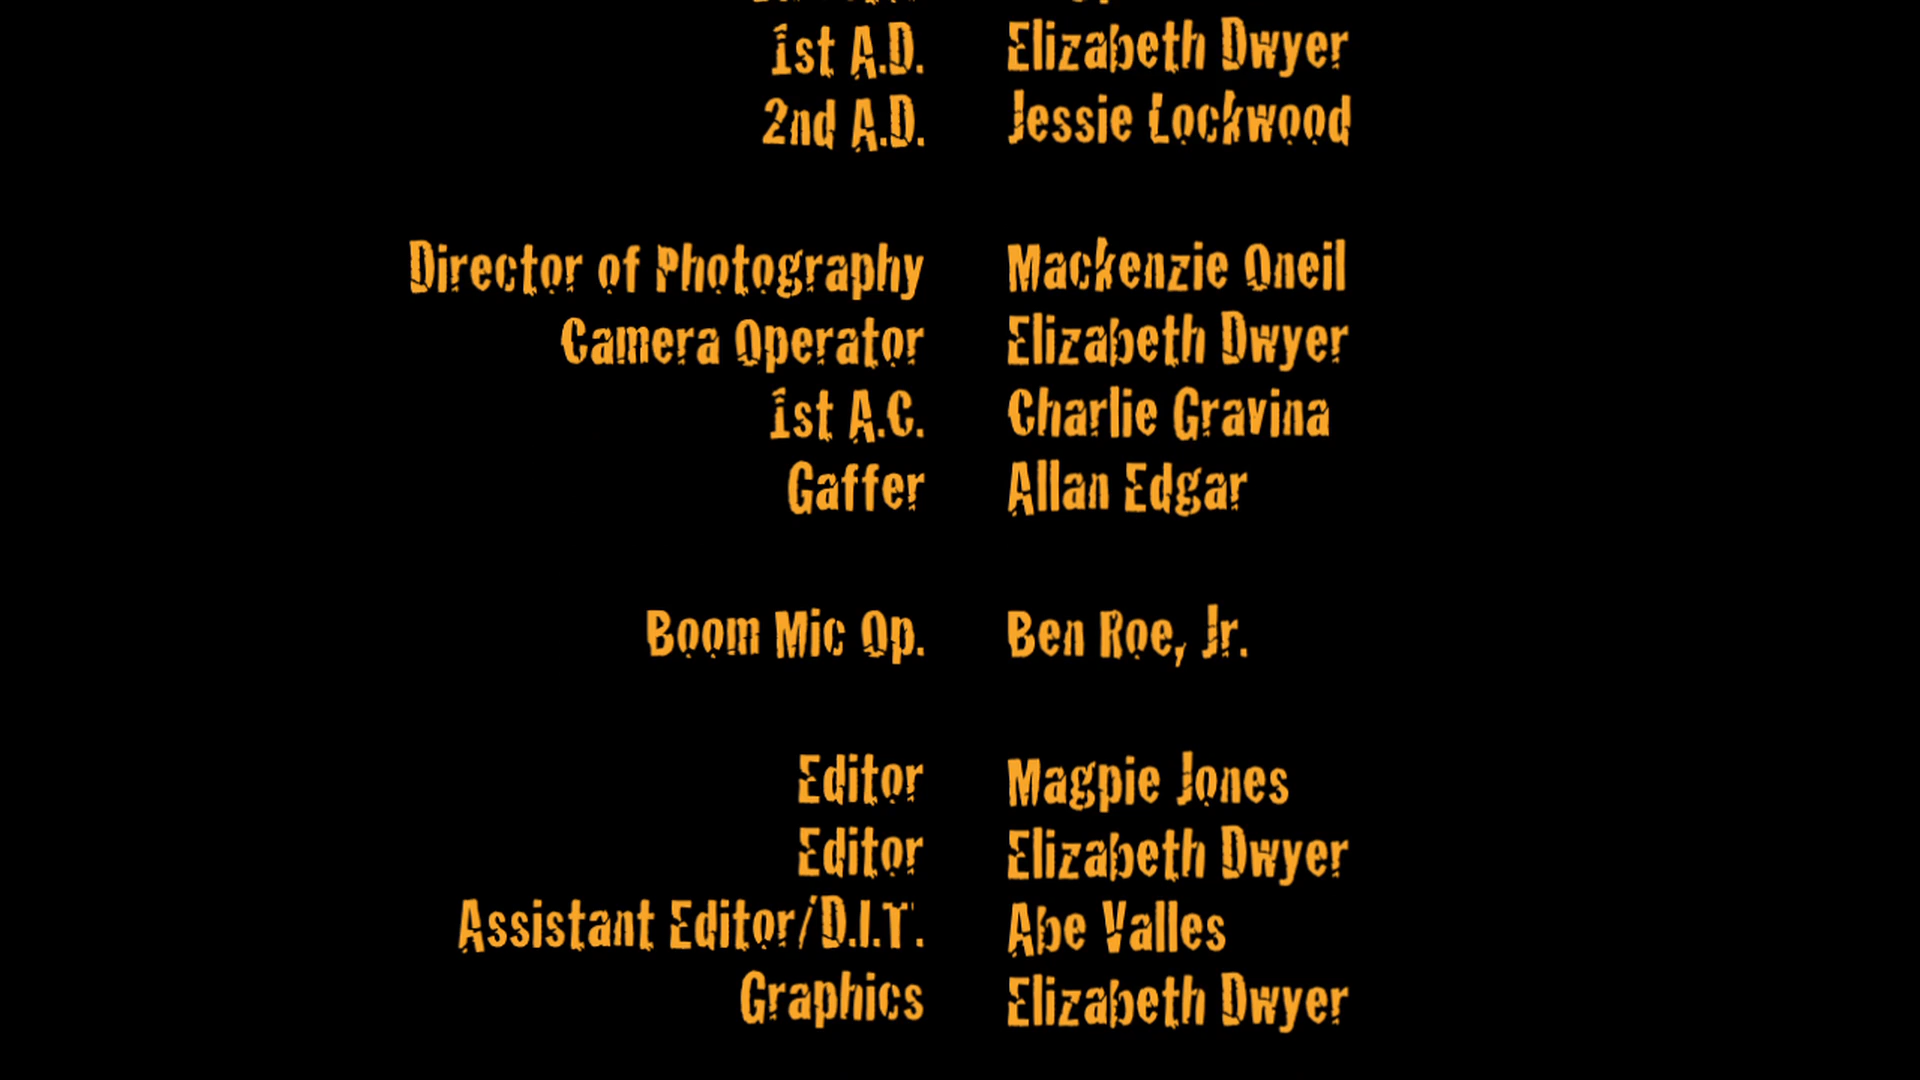 1st A.D. Elizabeth Dwyer
2nd A.D. Jessie Lockwood
Director of Photography Mackenzie Oneil
Camera Operator Elizabeth Dwyer
1st A.C. Charlie Gravina
Gaffer Allan Edgar
Boom Mic Op. Ben Roe, Jr.
Editor Magpie Jones
Editor Elizabeth Dwyer
Assistant Editor/D.I.T. Abe Valles
Graphics Elizabeth Dwyer